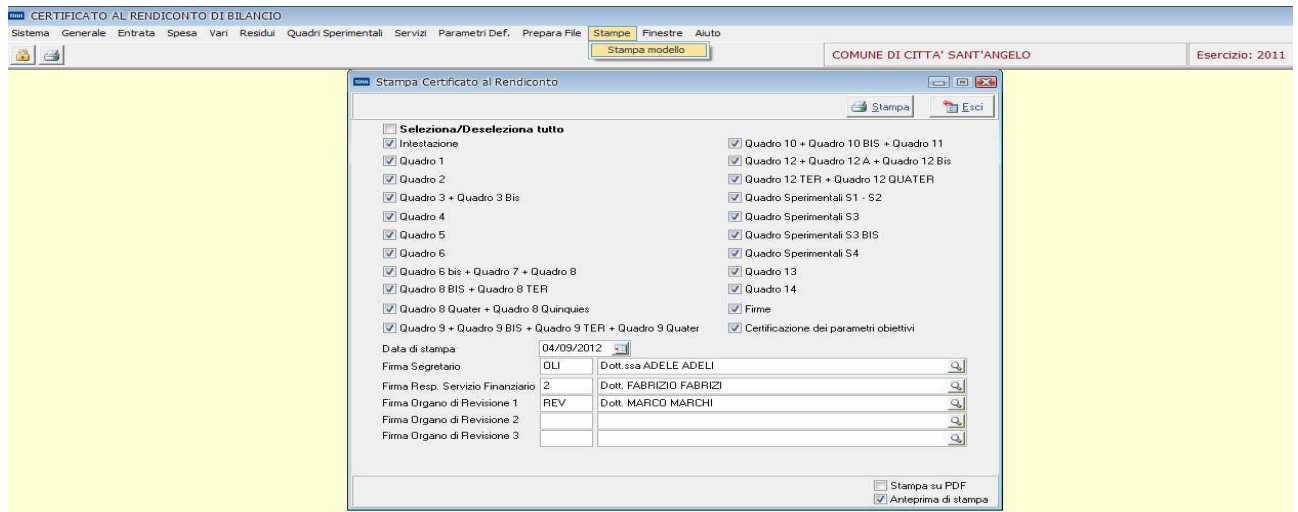 tinn CERTIFICATO AL RENDICONTO DI BILANCIO
Sistema Generale Entrata Spesa Vari Residui Quadri Sperimentali Servizi Parametri Def. Prepara File Stampe Finestre Aiuto
Stampa modello
COMUNE DI CITTA' SANT'ANGELO Esercizio: 2011
tinn Stampa Certificato al Rendiconto
Stampa Esci
Seleziona/Deseleziona tutto
Intestazione
Quadro 1
Quadro 2
Quadro 3 + Quadro 3 Bis
Quadro 4
Quadro 5
Quadro 6
Quadro 6 bis + Quadro 7 + Quadro 8
Quadro 8 BIS + Quadro 8 TER
Quadro 8 Quater + Quadro 8 Quinquies
Quadro 9 + Quadro 9 BIS + Quadro 9 TER + Quadro 9 Quater
Quadro 10 + Quadro 10 BIS + Quadro 11
Quadro 12 + Quadro 12 A + Quadro 12 Bis
Quadro 12 TER + Quadro 12 QUATER
Quadro Sperimentali S1 - S2
Quadro Sperimentali S3
Quadro Sperimentali S3 BIS
Quadro Sperimentali S4
Quadro 13
Quadro 14
Firme
Certificazione dei parametri obiettivi
Data di stampa 04/09/2012
Firma Segretario OLI Dott.ssa ADELE ADELI
Firma Resp. Servizio Finanziario 2 Dott. FABRIZIO FABRIZI
Firma Organo di Revisione 1 REV Dott. MARCO MARCHI
Firma Organo di Revisione 2
Firma Organo di Revisione 3
Stampa su PDF
Anteprima di stampa